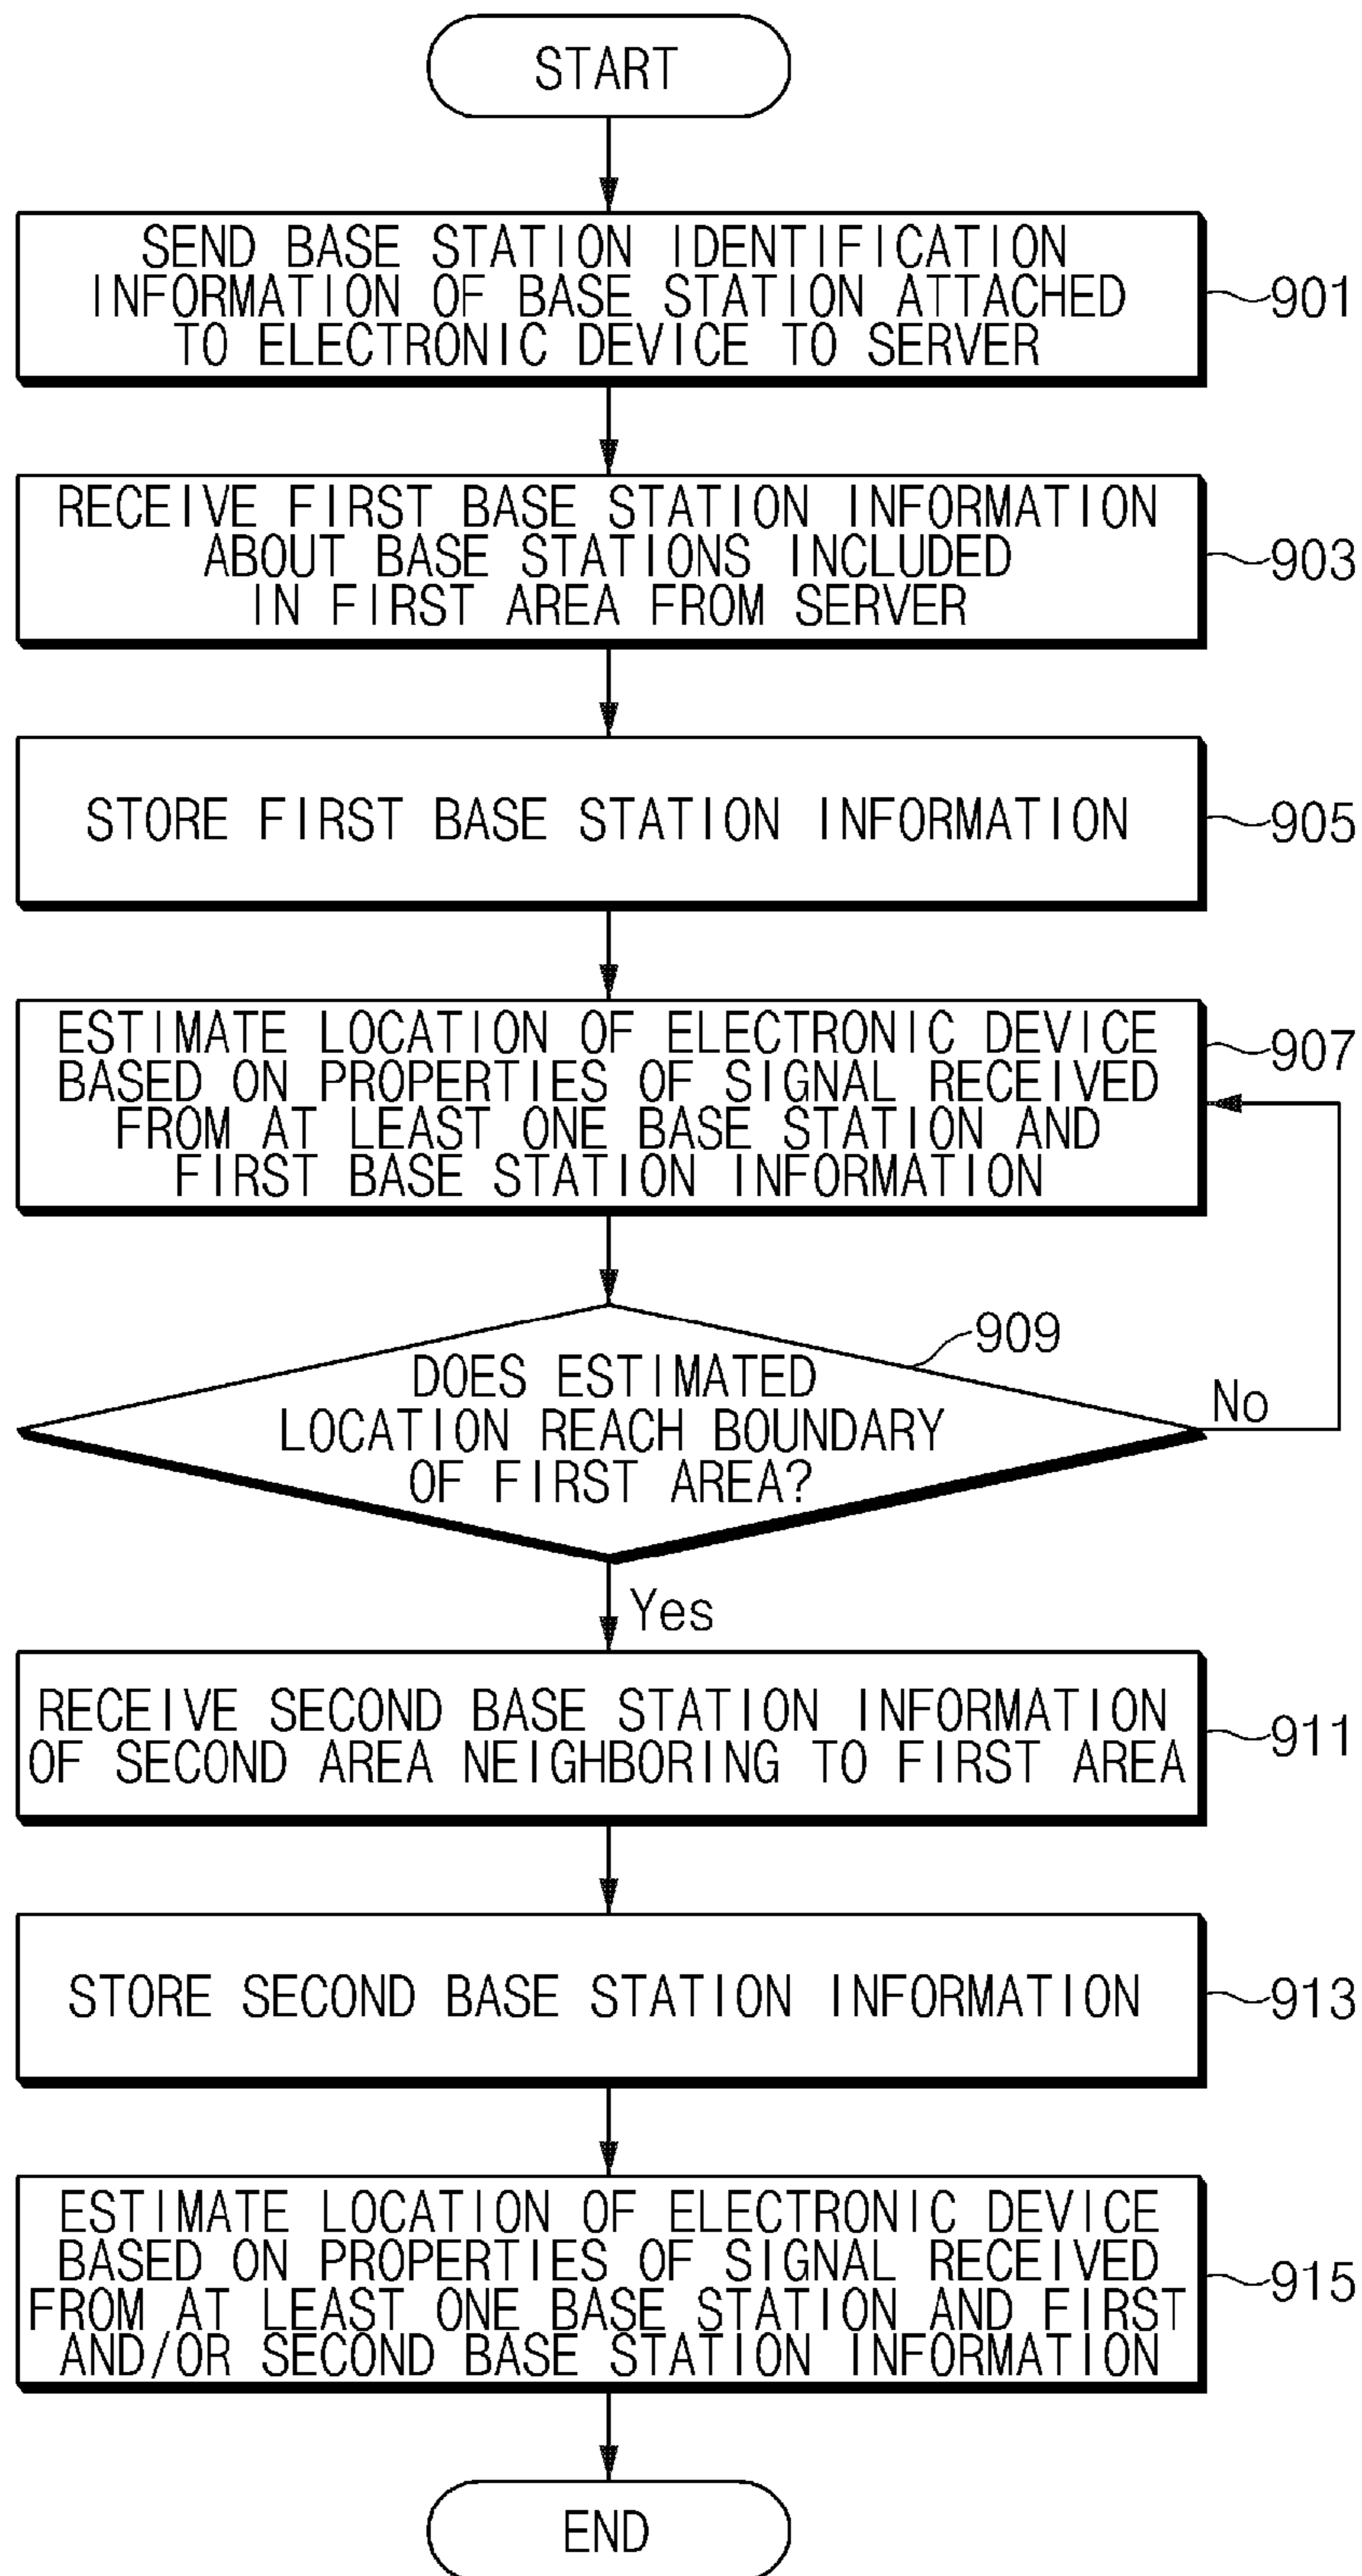 START
SEND BASE STATION IDENTIFICATION
INFORMATION OF BASE STATION ATTACHED
TO ELECTRONIC DEVICE TO SERVER
901
RECEIVE FIRST BASE STATION INFORMATION
ABOUT BASE STATIONS INCLUDED
IN FIRST AREA FROM SERVER
903
STORE FIRST BASE STATION INFORMATION
905
ESTIMATE LOCATION OF ELECTRONIC DEVICE
BASED ON PROPERTIES OF SIGNAL RECEIVED
FROM AT LEAST ONE BASE STATION AND
FIRST BASE STATION INFORMATION
907
909
DOES ESTIMATED
LOCATION REACH BOUNDARY
OF FIRST AREA?
No
Yes
RECEIVE SECOND BASE STATION INFORMATION
OF SECOND AREA NEIGHBORING TO FIRST AREA
911
STORE SECOND BASE STATION INFORMATION
913
ESTIMATE LOCATION OF ELECTRONIC DEVICE
BASED ON PROPERTIES OF SIGNAL RECEIVED
FROM AT LEAST ONE BASE STATION AND FIRST
AND/OR SECOND BASE STATION INFORMATION
915
END